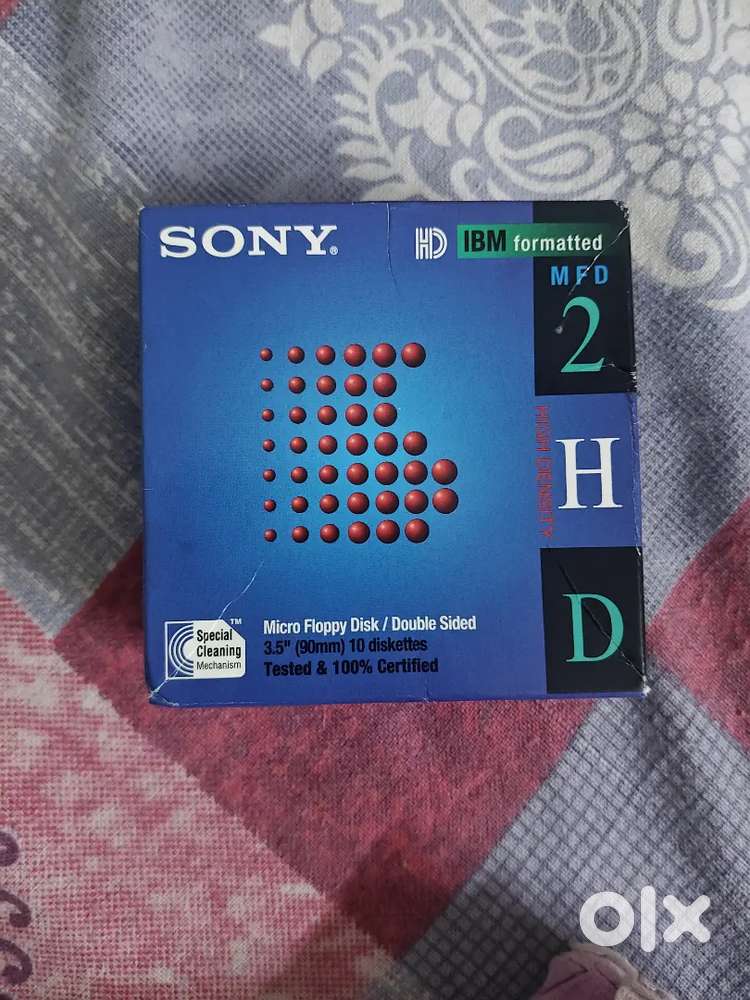 SONY®
HD IBM formatted
MFD
2
HIGH DENSITY
H
D
Special
Cleaning
Mechanism
™
Micro Floppy Disk / Double Sided
3.5" (90mm) 10 diskettes
Tested & 100% Certified
olx